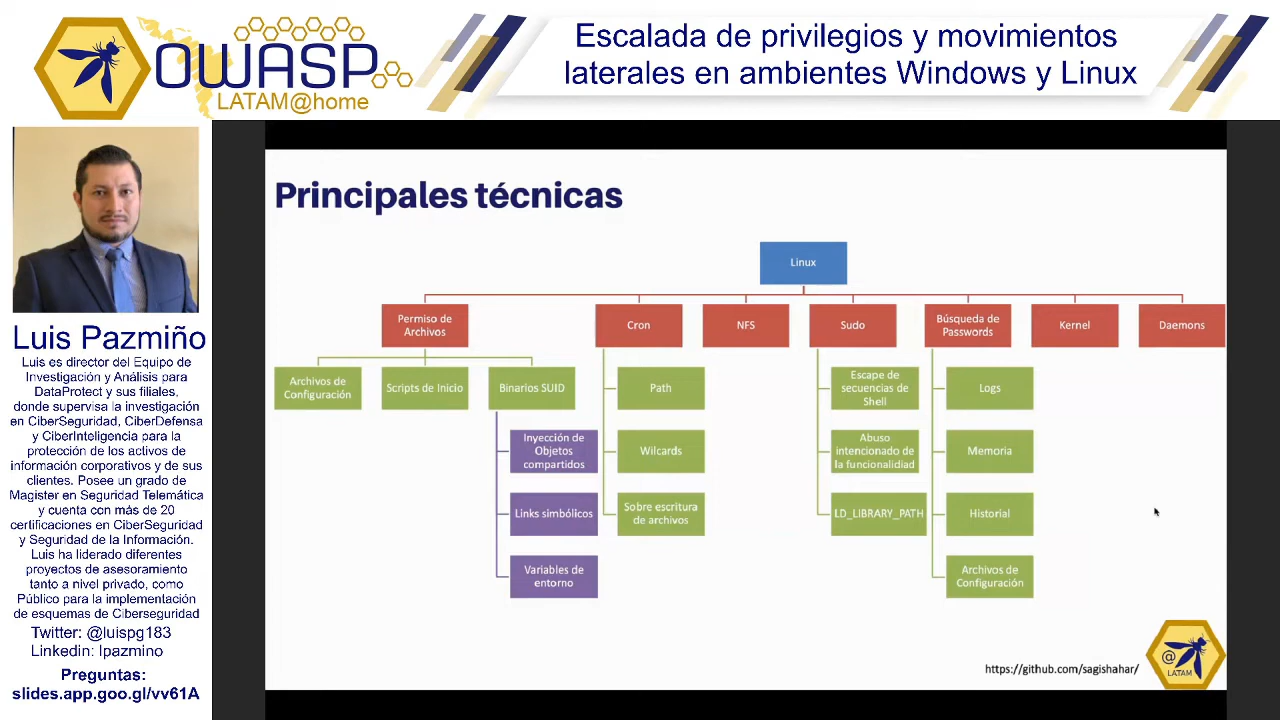 OWASP
LATAM@home
Escalada de privilegios y movimientos
laterales en ambientes Windows y Linux
Luis Pazmiño
Luis es director del Equipo de
Investigación y Análisis para
DataProtect y sus filiales,
donde supervisa la investigación
en CiberSeguridad, CiberDefensa
y CiberInteligencia para la
protección de los activos de
información corporativos y de sus
clientes. Posee un grado de
Magister en Seguridad Telemática
y cuenta con más de 20
certificaciones en CiberSeguridad
y Seguridad de la Información.
Luis ha liderado diferentes
proyectos de asesoramiento
tanto a nivel privado, como
Público para la implementación
de esquemas de Ciberseguridad
Twitter: @luispg183
Linkedin: lpazmino
Preguntas:
slides.app.goo.gl/vv61A
Principales técnicas
Linux
Permiso de
Archivos
Cron
NFS
Sudo
Búsqueda de
Passwords
Kernel
Daemons
Archivos de
Configuración
Scripts de Inicio
Binarios SUID
Inyección de
Objetos
compartidos
Links simbólicos
Variables de
entorno
Path
Wilcards
Sobre escritura
de archivos
Escape de
secuencias de
Shell
Abuso
intencionado de
la funcionalidiad
LD_LIBRARY_PATH
Logs
Memoria
Historial
Archivos de
Configuración
https://github.com/sagishahar/
@
LATAM